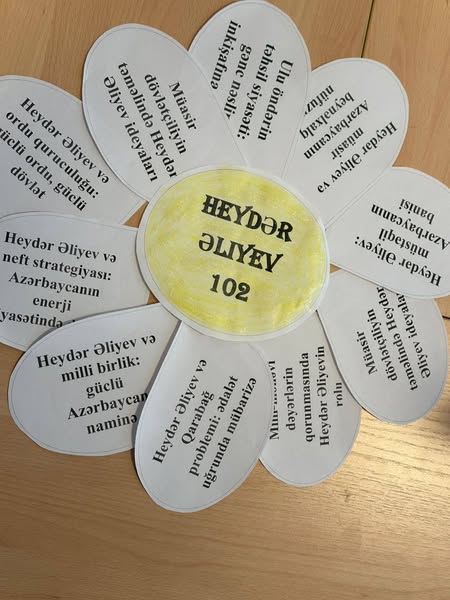 HEYDƏR
ƏLIYEV
102
Ulu öndərin
təhsil siyasəti:
gənc nəslin
inkişafına
Heydər Əliyev və
müasir
Azərbaycanın
beynəlxalq
nüfuzu
Heydər Əliyev:
müstəqil
Azərbaycanın
banisi
Müasir
dövlətçiliyin
təməlində Heydər
Əliyev ideyaları
dəyərlərin
qorunmasında
Heydər Əliyevin
rolu
Heydər Əliyev və
Qarabağ
problemi: ədalət
uğrunda mübarizə
Heydər Əliyev və
milli birlik:
güclü
Azərbaycan
naminə
Heydər Əliyev və
neft strategiyası:
Azərbaycanın
enerji
Heydər Əliyev və
ordu quruculuğu:
güclü ordu, güclü
dövlət
Müasir
dövlətçiliyin
təməlində Heydər
Əliyev ideyaları